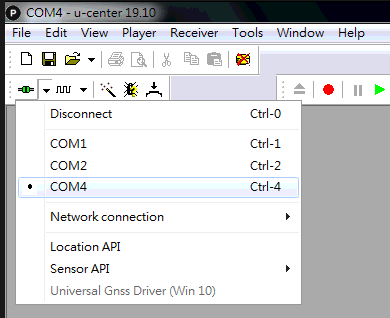 COM4 - u-center 19.10
File Edit View Player Receiver Tools Window Help
Disconnect Ctrl-0
COM1 Ctrl-1
COM2 Ctrl-2
COM4 Ctrl-4
Network connection
Location API
Sensor API
Universal Gnss Driver (Win 10)